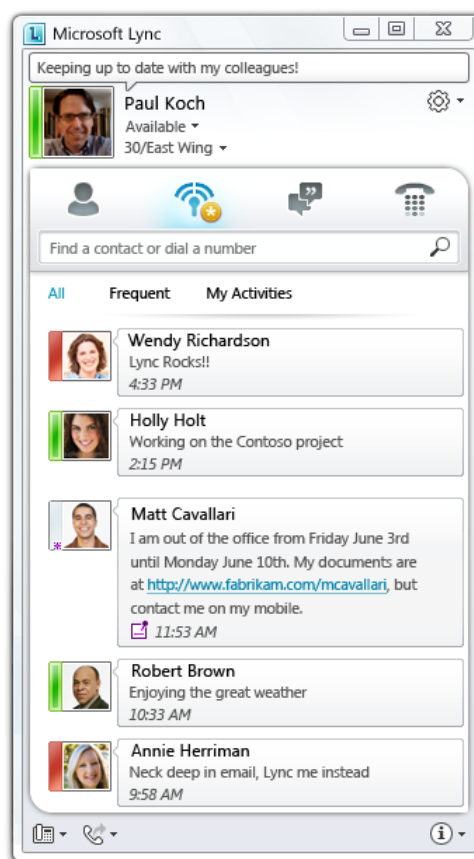 Microsoft Lync
Keeping up to date with my colleagues!
Paul Koch
Available
30/East Wing
Find a contact or dial a number
All Frequent My Activities
Wendy Richardson
Lync Rocks!!
4:33 PM
Holly Holt
Working on the Contoso project
2:15 PM
Matt Cavallari
I am out of the office from Friday June 3rd
until Monday June 10th. My documents are
at http://www.fabrikam.com/mcavallari, but
contact me on my mobile.
11:53 AM
Robert Brown
Enjoying the great weather
10:33 AM
Annie Herriman
Neck deep in email, Lync me instead
9:58 AM